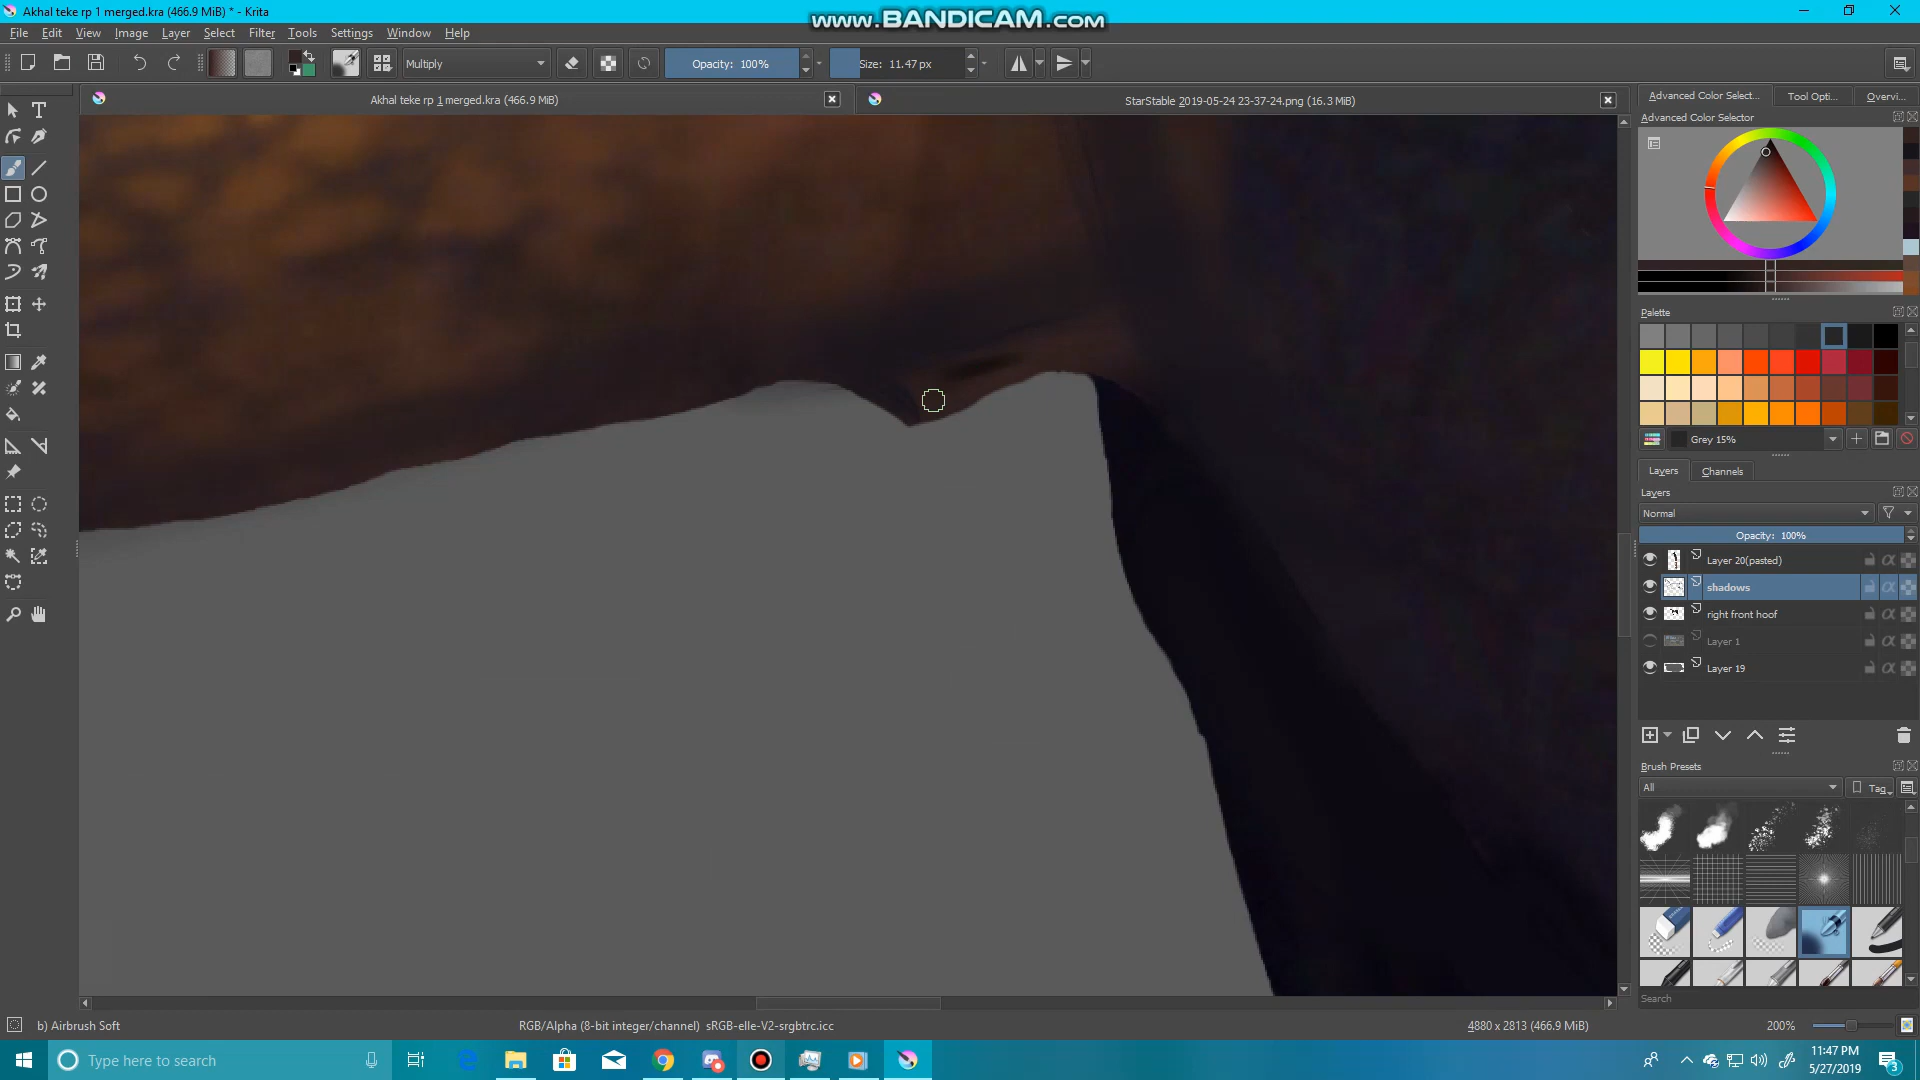 Akhal teke rp 1 merged.kra (466.9 MiB) * - Krita
www.BANDICAM.com
File Edit View Image Layer Select Filter Tools Settings Window Help
Multiply Opacity: 100% Size: 11.47 px
Akhal teke rp 1 merged.kra (466.9 MiB) StarStable 2019-05-24 23-37-24.png (16.3 MiB)
Advanced Color Select... Tool Opti... Overvi...
Advanced Color Selector
Palette
Grey 15%
Layers Channels
Layers
Normal
Opacity: 100%
Layer 20(pasted)
shadows
right front hoof
Layer 1
Layer 19
Brush Presets
All Tag
Search
b) Airbrush Soft RGB/Alpha (8-bit integer/channel) sRGB-elle-V2-srgbtrc.icc 4880 x 2813 (466.9 MiB) 200%
Type here to search
11:47 PM
5/27/2019
3